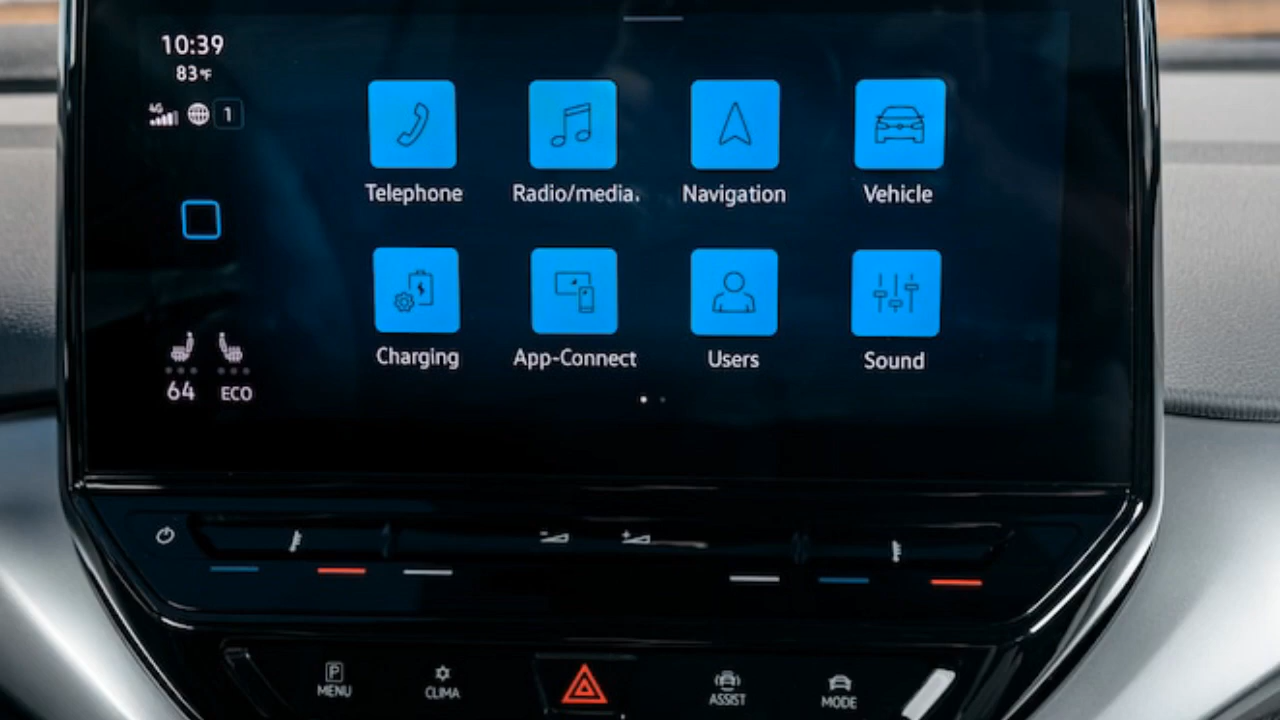 10:39
83°F
4G
1
Telephone
Radio/media.
Navigation
Vehicle
Charging
App-Connect
Users
Sound
64
ECO
P
MENU
CLIMA
ASSIST
MODE